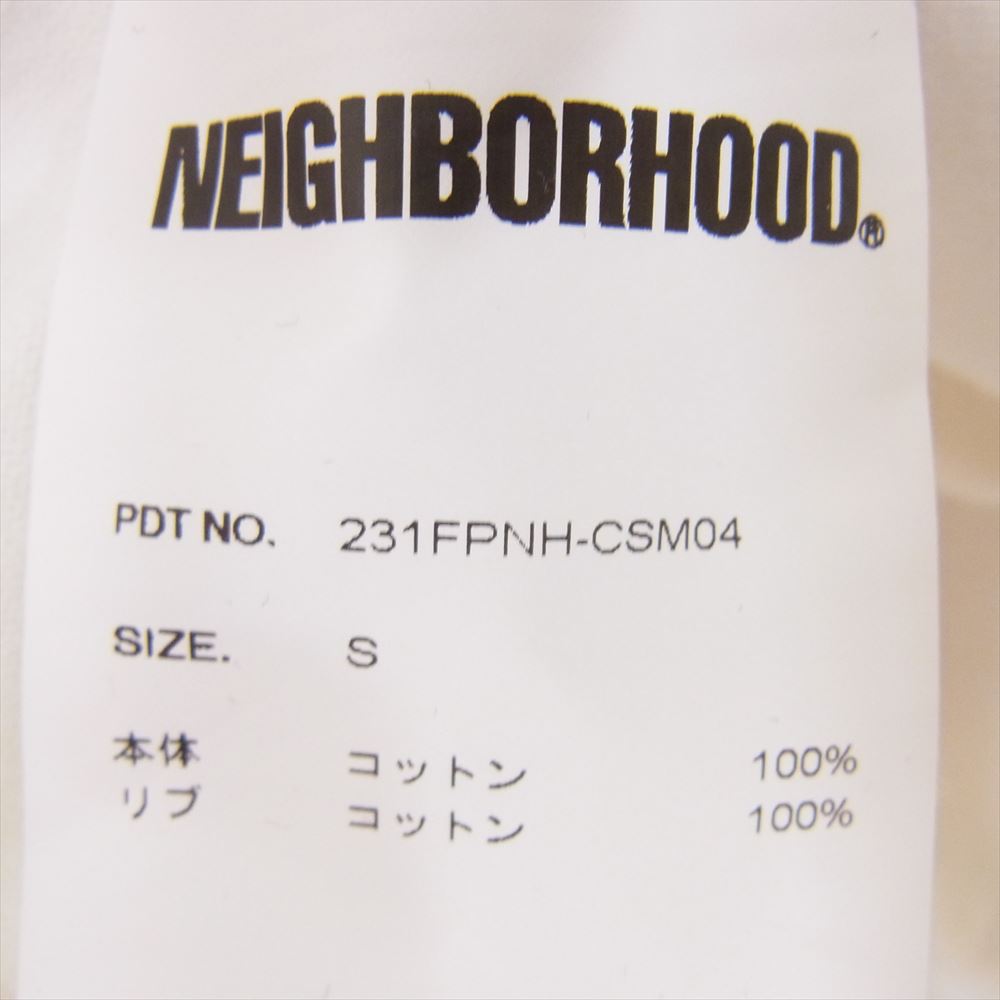 NEIGHBORHOOD®
PDT NO. 231FPNH-CSM04
SIZE. S
本体 コットン 100%
リブ コットン 100%